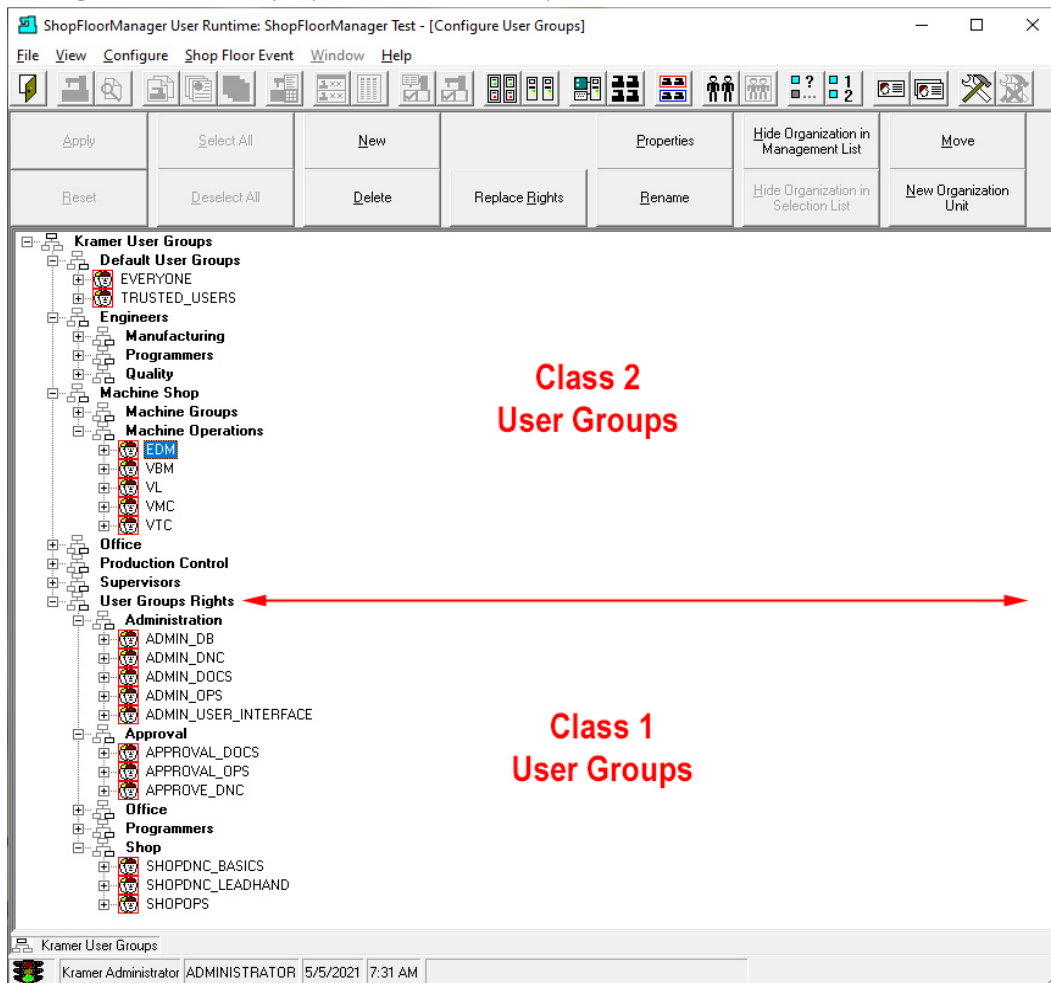 ShopFloorManager User Runtime: ShopFloorManager Test - [Configure User Groups]
File View Configure Shop Floor Event Window Help
Apply Select All New Properties Hide Organization in Management List Move
Reset Deselect All Delete Replace Rights Rename Hide Organization in Selection List New Organization Unit
Kramer User Groups
Default User Groups
EVERYONE
TRUSTED_USERS
Engineers
Manufacturing
Programmers
Quality
Machine Shop
Machine Groups
Machine Operations
EDM
VBM
VL
VMC
VTC
Office
Production Control
Supervisors
User Groups Rights
Administration
ADMIN_DB
ADMIN_DNC
ADMIN_DOCS
ADMIN_OPS
ADMIN_USER_INTERFACE
Approval
APPROVAL_DOCS
APPROVAL_OPS
APPROVE_DNC
Office
Programmers
Shop
SHOPDNC_BASICS
SHOPDNC_LEADHAND
SHOPOPS
Class 2
User Groups
Class 1
User Groups
Kramer User Groups
Kramer Administrator ADMINISTRATOR 5/5/2021 7:31 AM